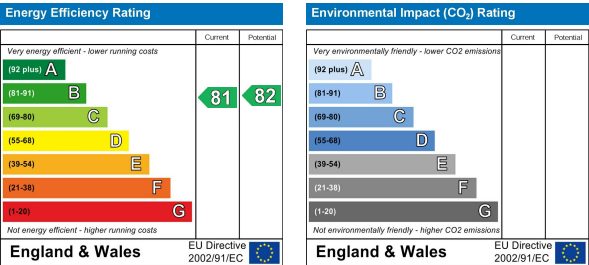 Energy Efficiency Rating
Current Potential
Very energy efficient - lower running costs
(92 plus) A
(81-91) B
(69-80) C
(55-68) D
(39-54) E
(21-38) F
(1-20) G
81 82
Not energy efficient - higher running costs
England & Wales
EU Directive
2002/91/EC
Environmental Impact (CO₂) Rating
Current Potential
Very environmentally friendly - lower CO2 emissions
(92 plus) A
(81-91) B
(69-80) C
(55-68) D
(39-54) E
(21-38) F
(1-20) G
Not environmentally friendly - higher CO2 emissions
England & Wales
EU Directive
2002/91/EC